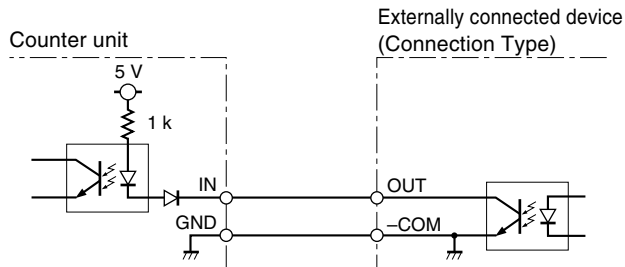 Externally connected device
(Connection Type)
Counter unit
5 V
1 k
IN
OUT
GND
–COM